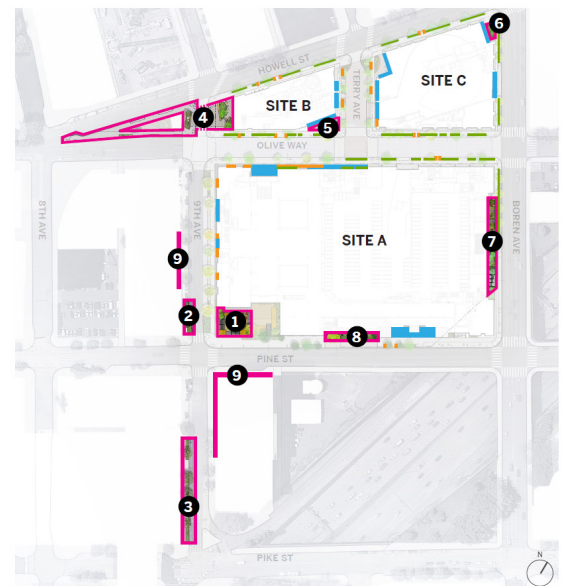 6
HOWELL ST
TERRY AVE
SITE C
SITE B
4
5
OLIVE WAY
8TH AVE
9TH AVE
SITE A
BOREN AVE
7
9
2
1
8
PINE ST
9
3
PIKE ST
N